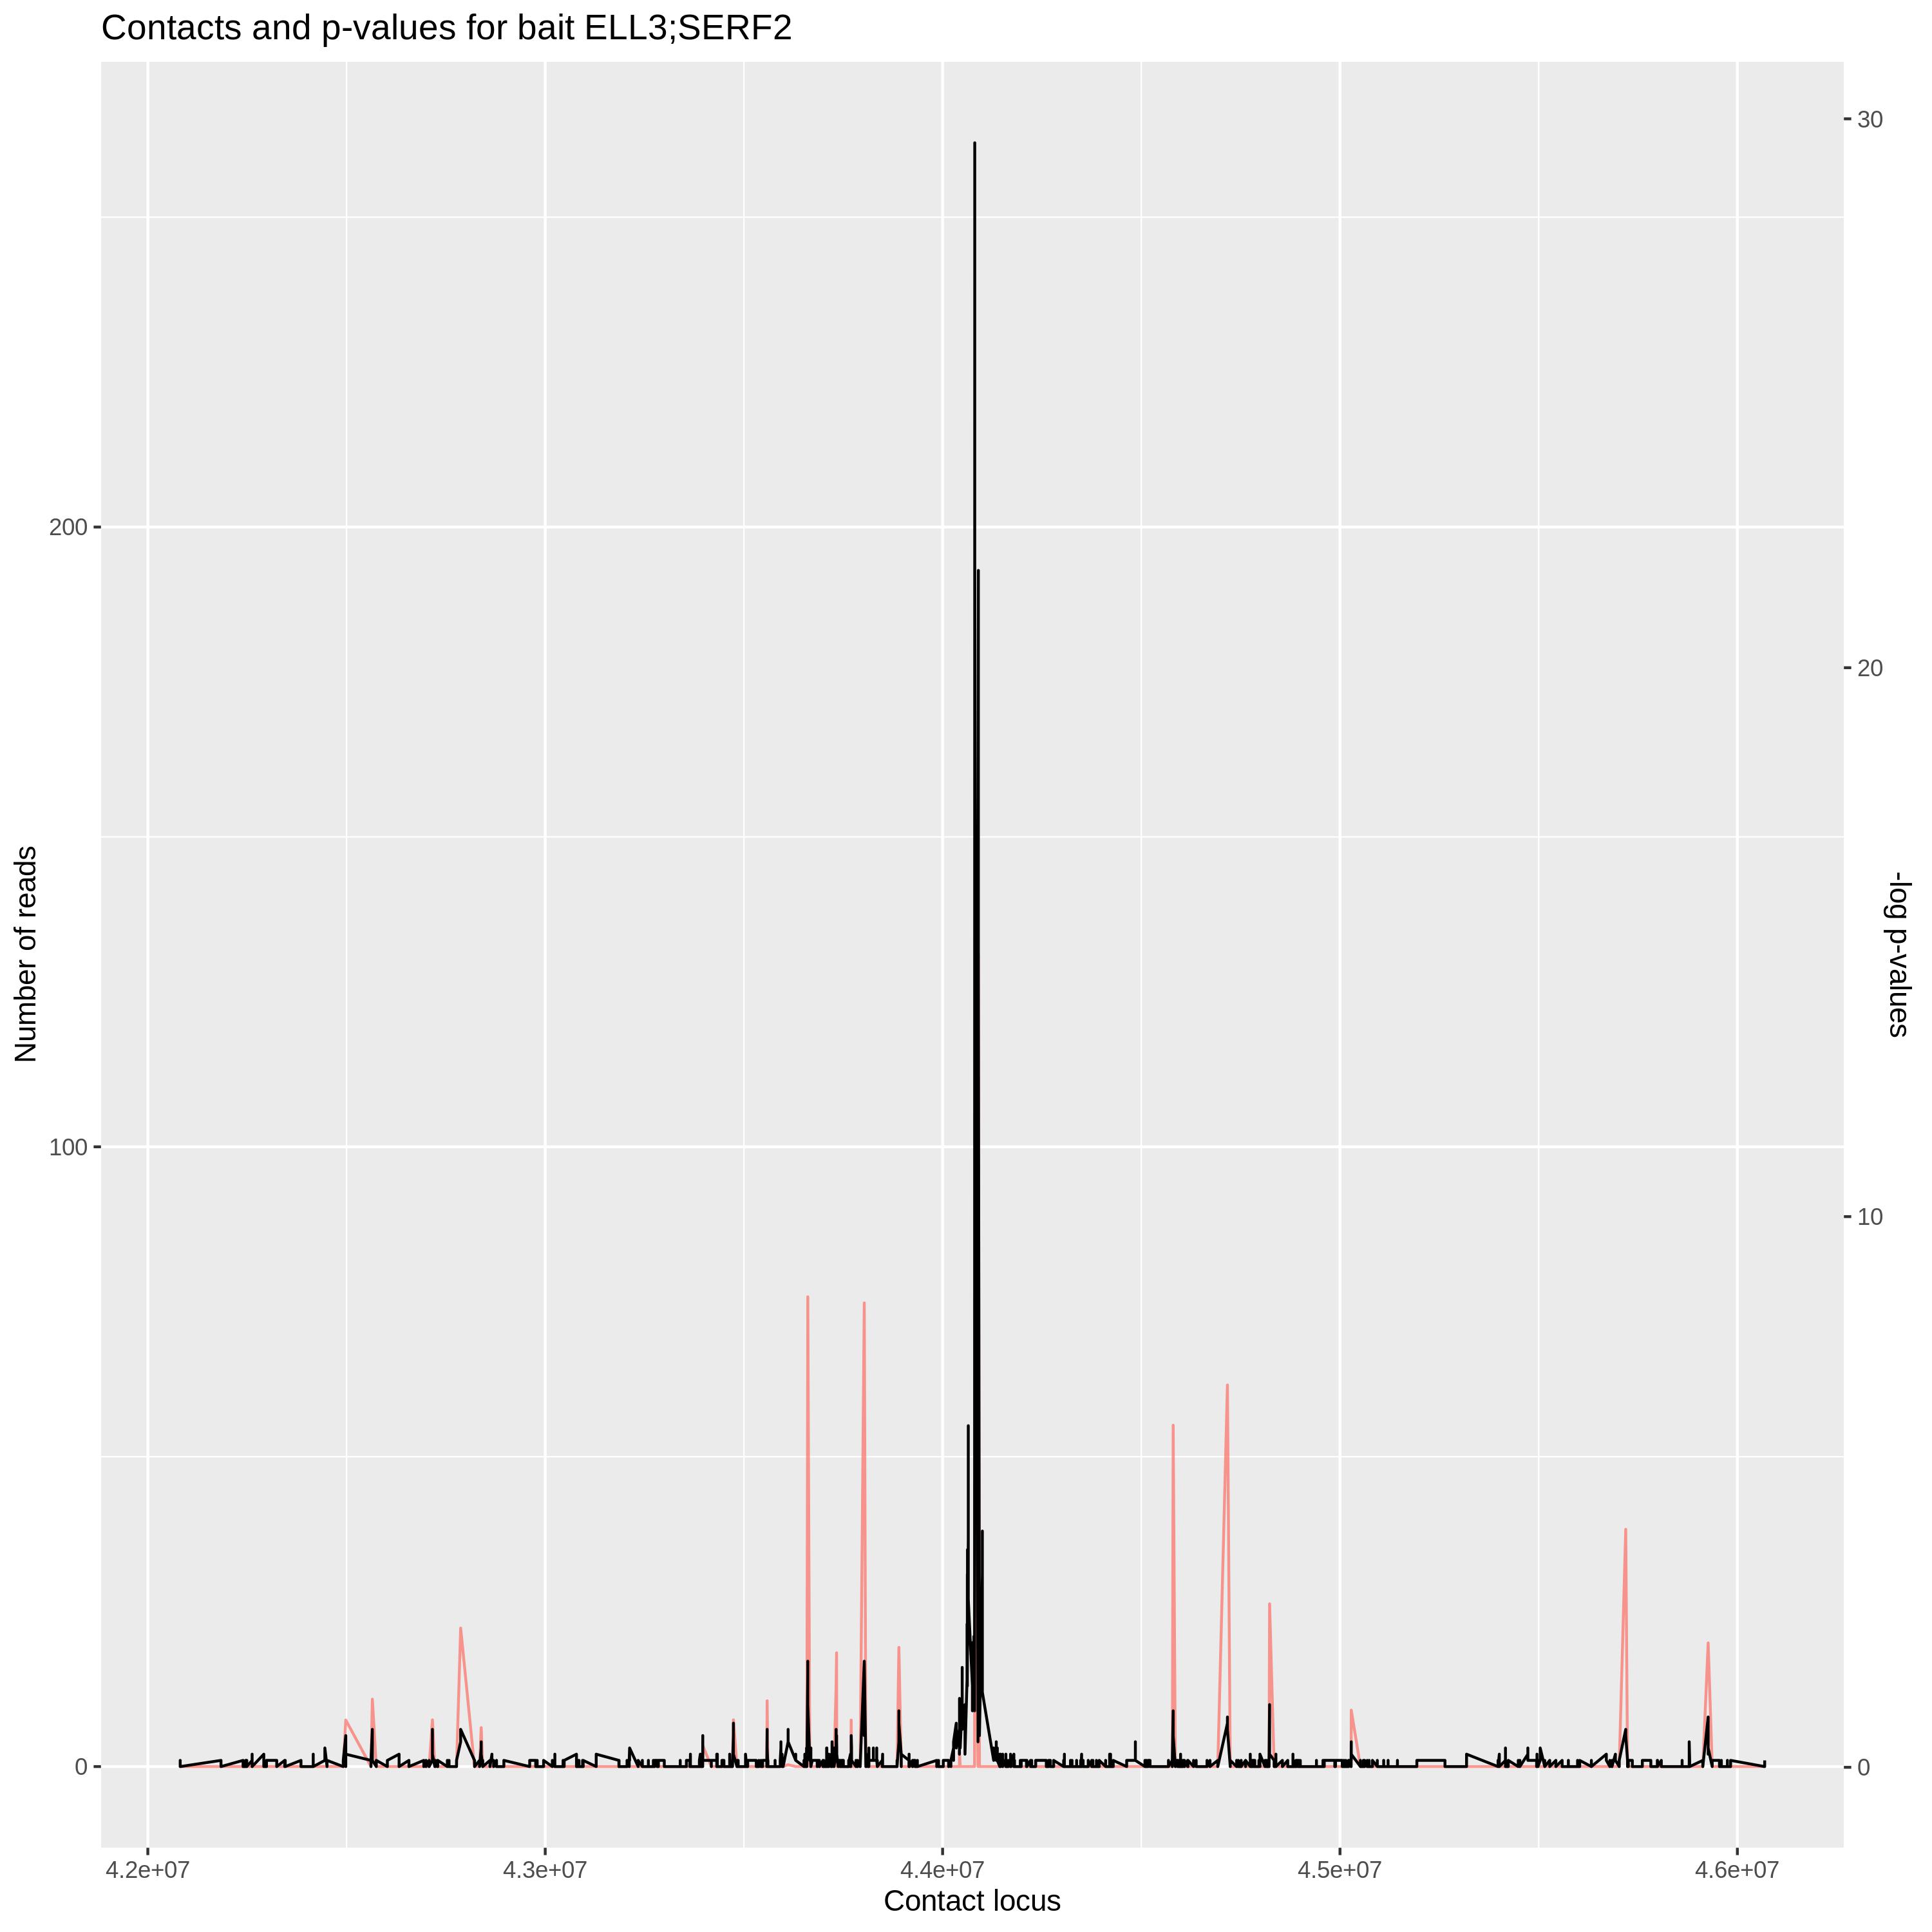 Contacts and p-values for bait ELL3;SERF2
30
200
20
Number of reads
-log p-values
100
10
0
0
4.2e+07
4.3e+07
4.4e+07
4.5e+07
4.6e+07
Contact locus